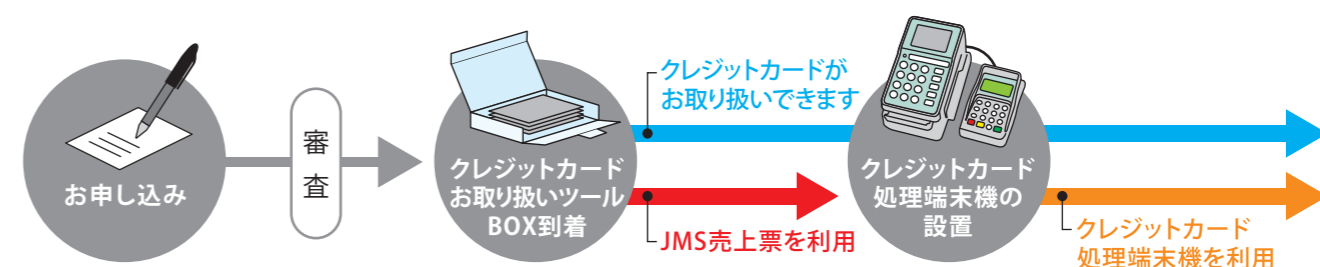 お申し込み
審査
クレジットカード
お取り扱いツール
BOX到着
クレジットカードが
お取り扱いできます
JMS売上票を利用
クレジットカード
処理端末機の
設置
クレジットカード
処理端末機を利用